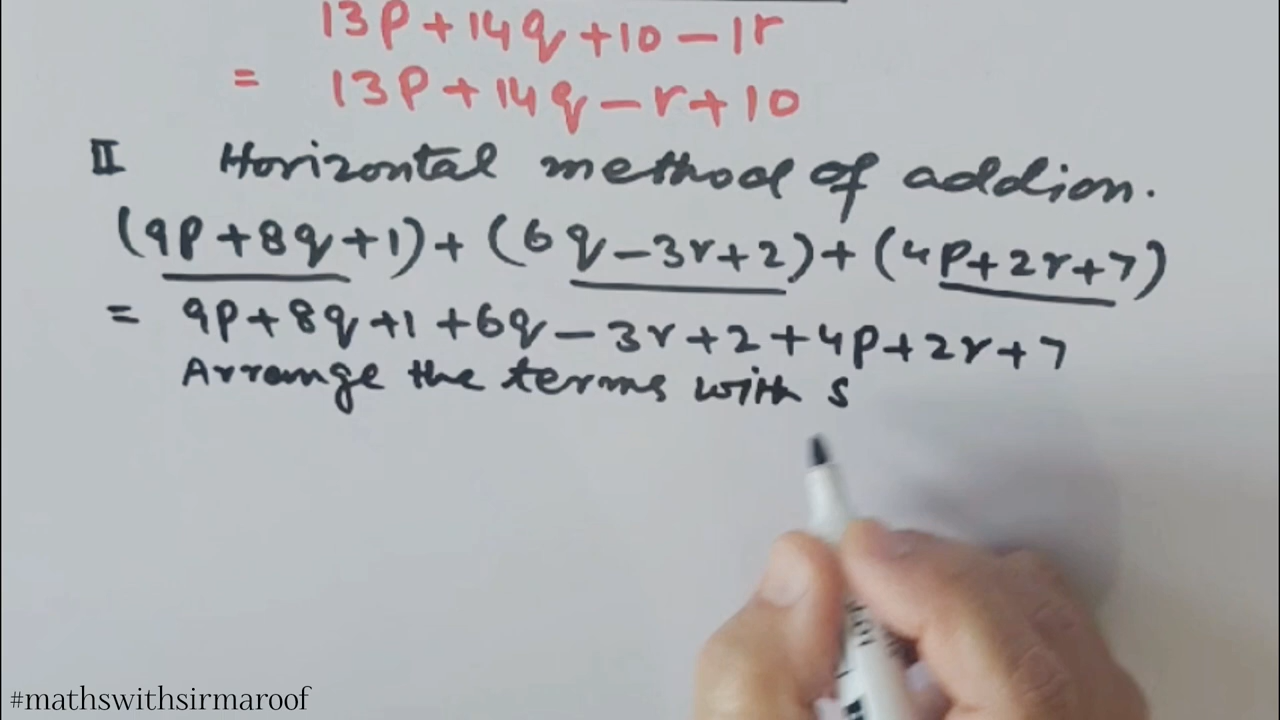 13p+14q+10-1r
= 13p+14q-r+10
II Horizontal method of addion.
(9p+8q+1)+(6q-3r+2)+(4p+2r+7)
= 9p+8q+1+6q-3r+2+4p+2r+7
Arrange the terms with s
#mathswithsirmaroof